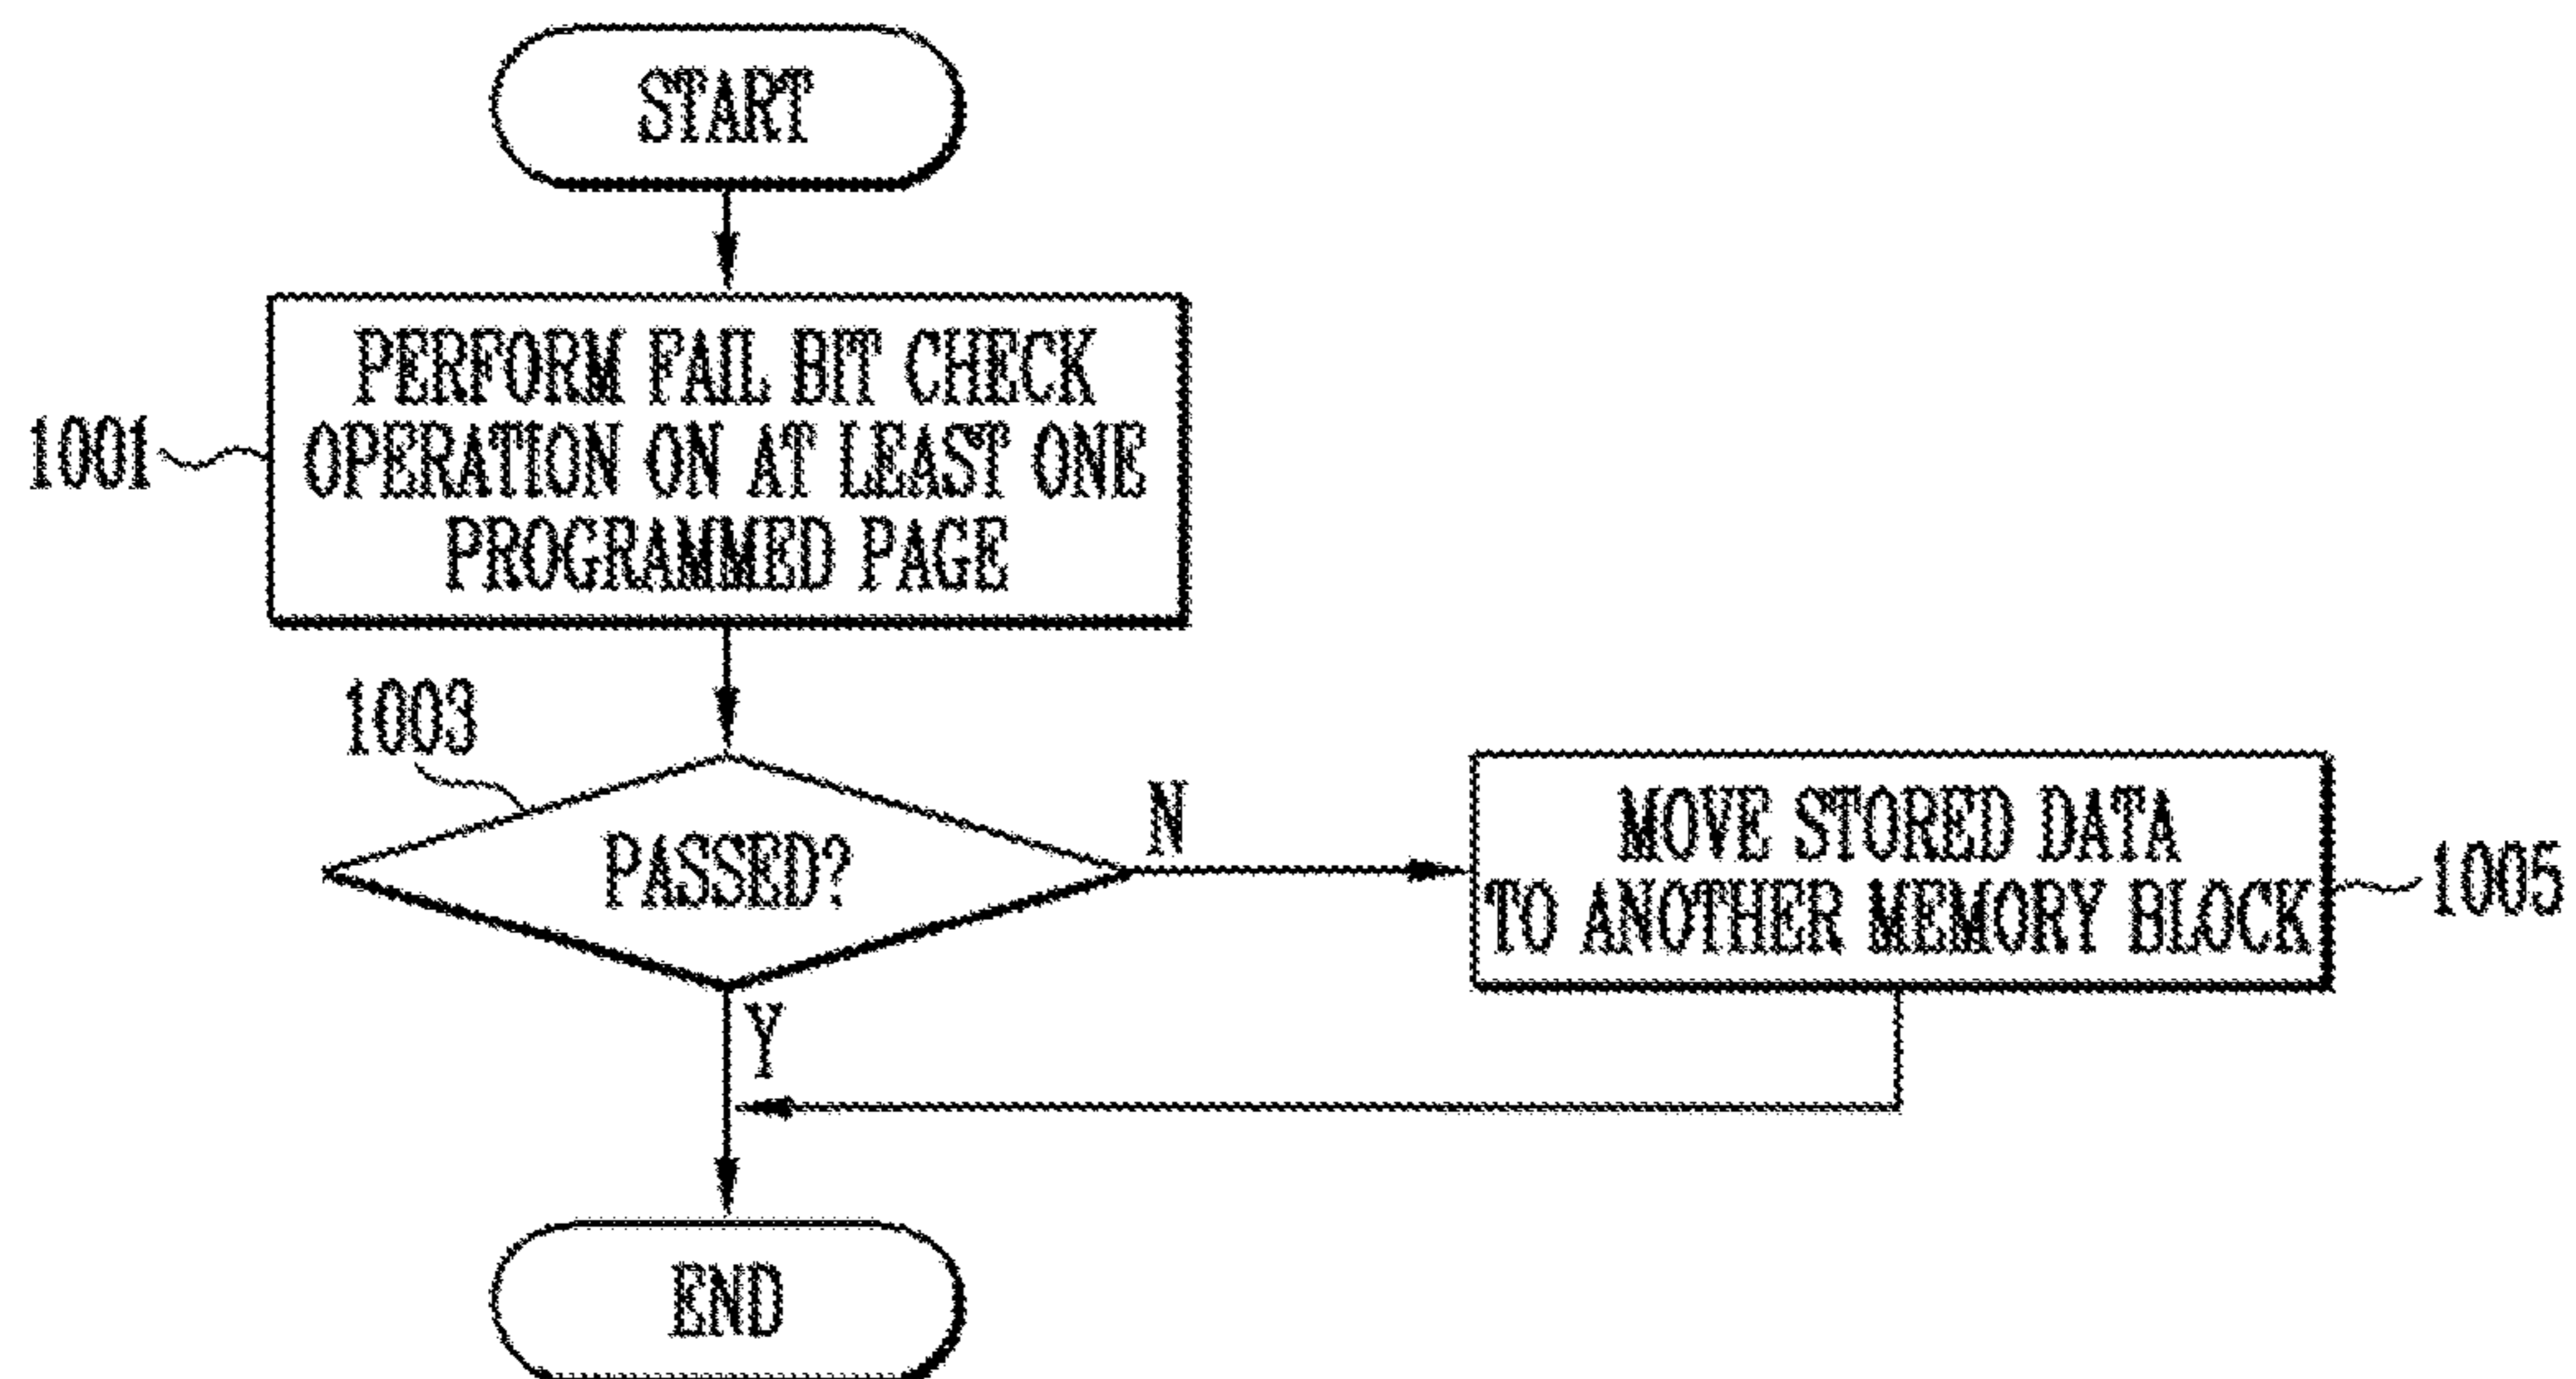 START
1001
PERFORM FAIL BIT CHECK
OPERATION ON AT LEAST ONE
PROGRAMMED PAGE
1003
PASSED?
N
MOVE STORED DATA
TO ANOTHER MEMORY BLOCK
1005
Y
END